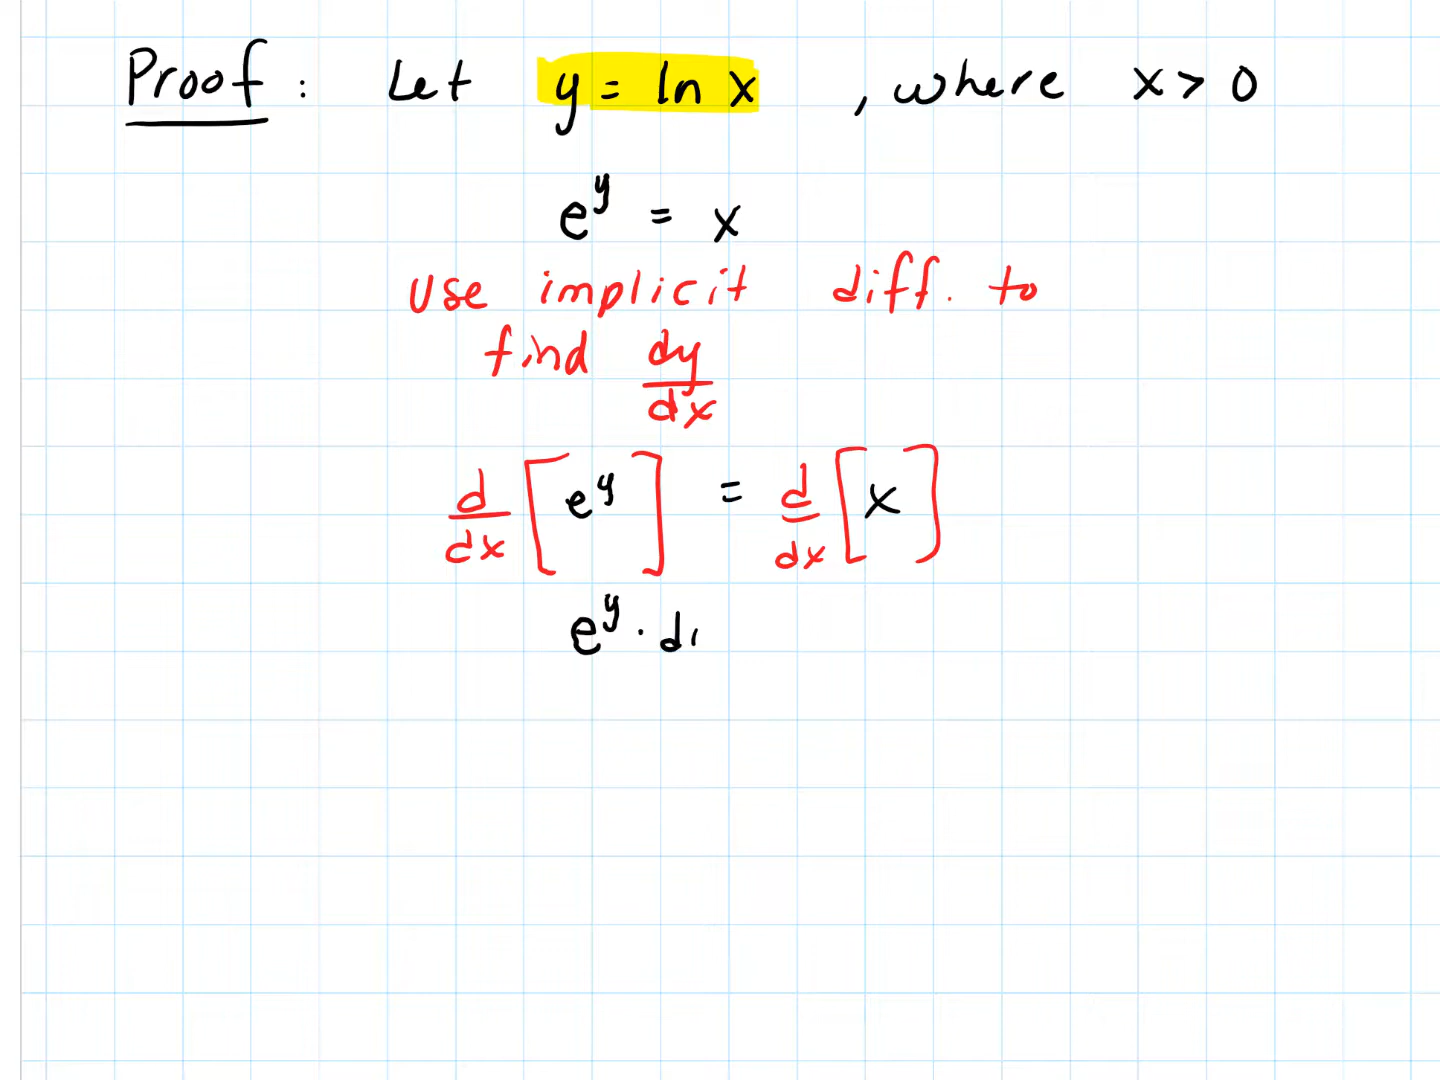 Proof: Let y = ln x, where x > 0
e^y = x
use implicit diff. to
find dy/dx
d/dx [e^y] = d/dx [x]
e^y · d